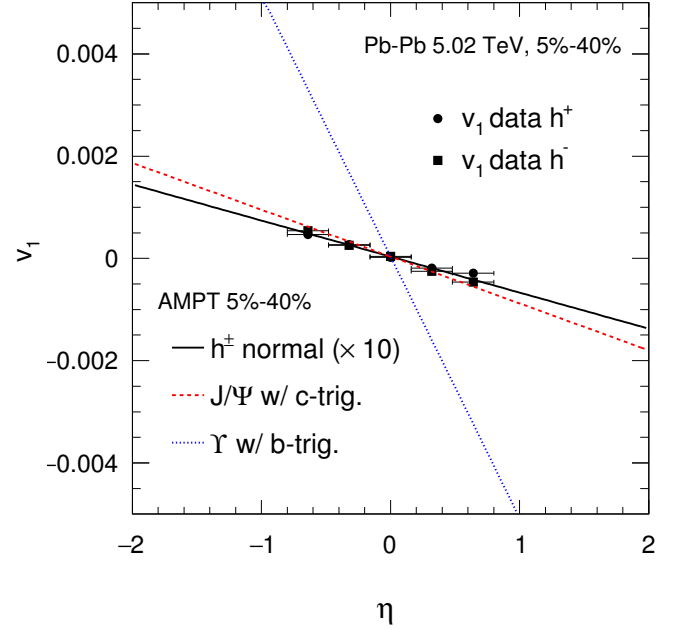 0.004
0.002
0
−0.002
−0.004
v₁
Pb-Pb 5.02 TeV, 5%-40%
v₁ data h⁺
v₁ data h⁻
AMPT 5%-40%
h± normal (× 10)
J/Ψ w/ c-trig.
ϒ w/ b-trig.
−2 −1 0 1 2
η